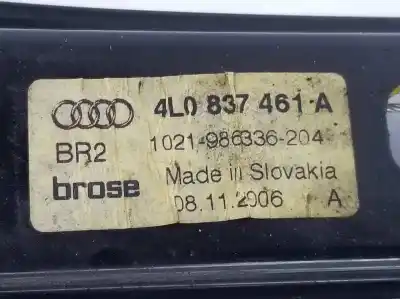 4L0 837 461 A
BR2 1021-986336-204
brose Made in Slovakia
08.11.2006 A